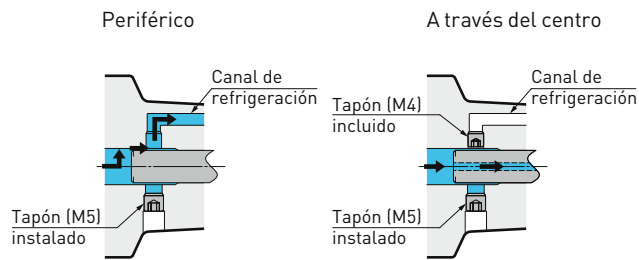 Periférico
Canal de
refrigeración
Tapón (M5)
instalado
A través del centro
Canal de
refrigeración
Tapón (M4)
incluido
Tapón (M5)
instalado